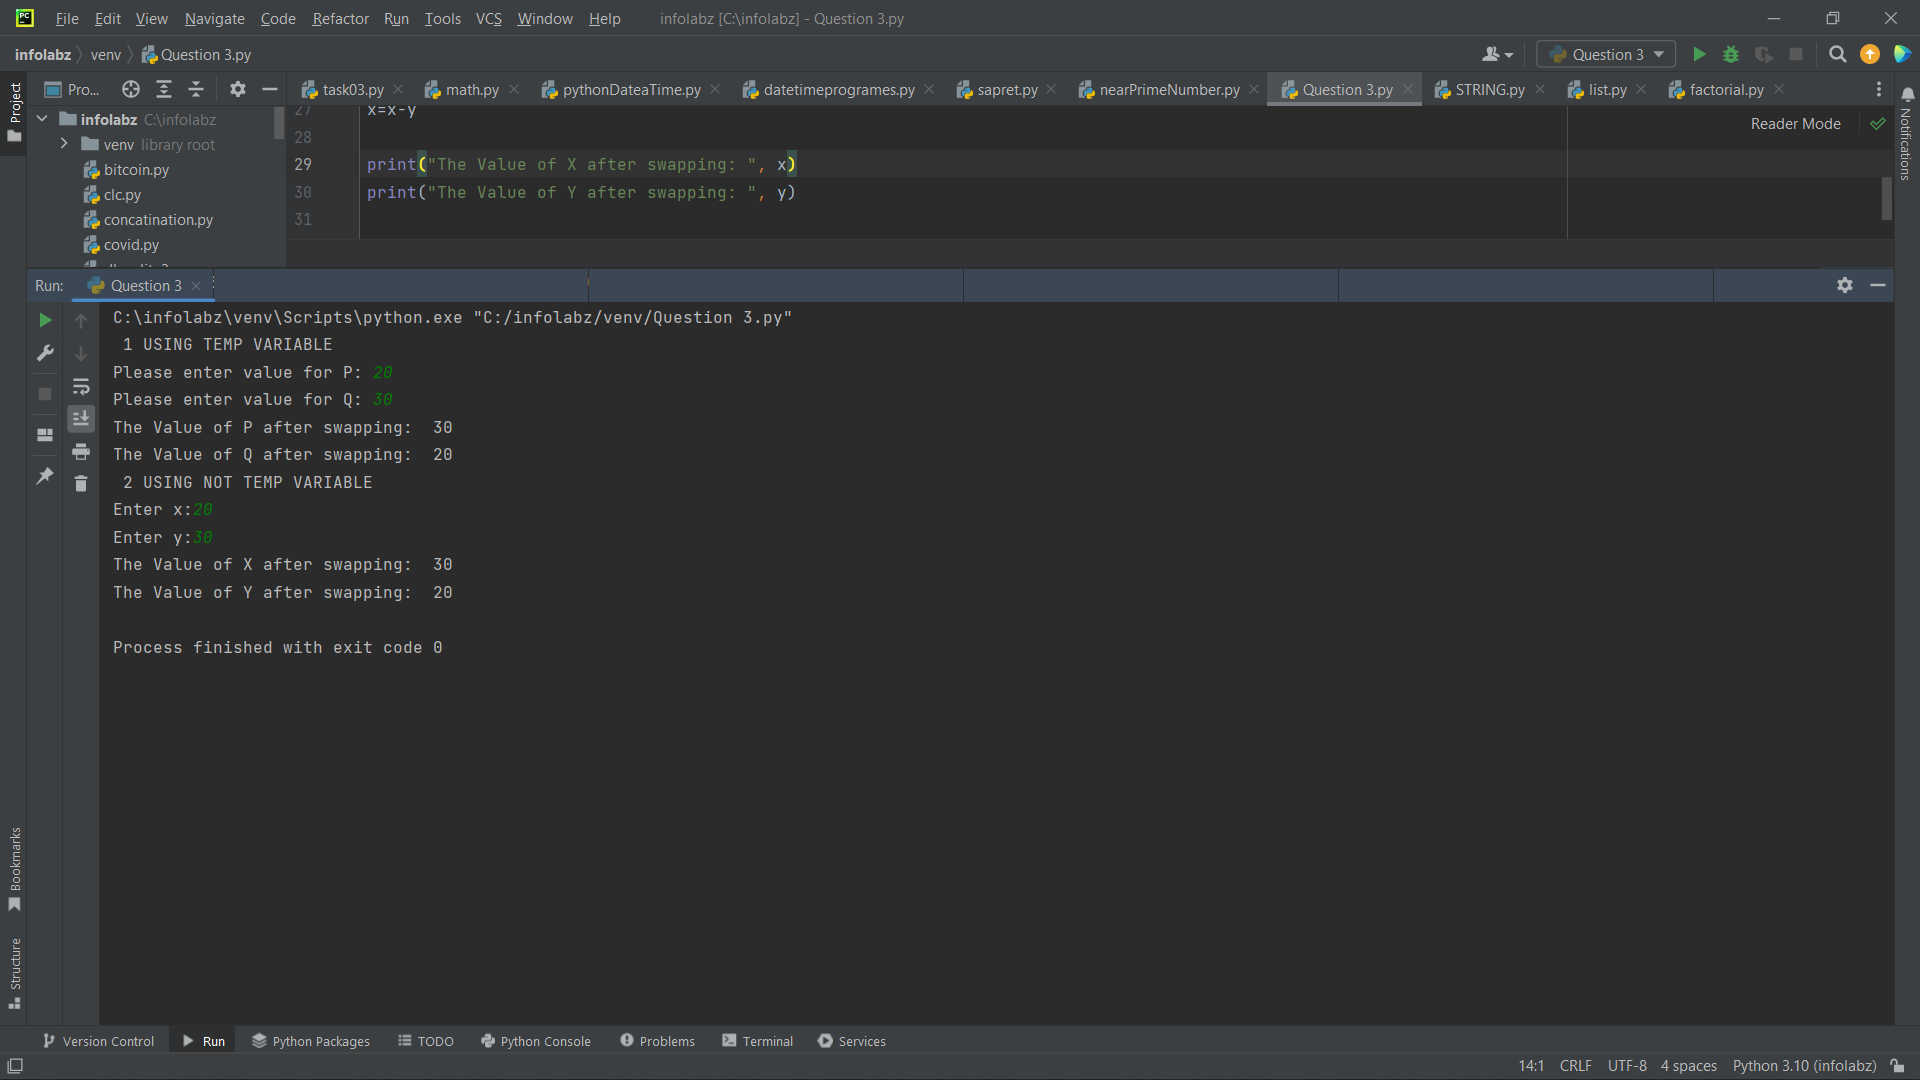 File Edit View Navigate Code Refactor Run Tools VCS Window Help infolabz [C:\infolabz] - Question 3.py
infolabz venv Question 3.py Question 3
Project
Pro...
task03.py math.py pythonDateaTime.py datetimeprogrames.py sapret.py nearPrimeNumber.py Question 3.py STRING.py list.py factorial.py
Notifications
infolabz C:\infolabz
venv library root
bitcoin.py
clc.py
concatination.py
covid.py
27 x=x-y
Reader Mode
28
29 print("The Value of X after swapping: ", x)
30 print("The Value of Y after swapping: ", y)
31
Run: Question 3
C:\infolabz\venv\Scripts\python.exe "C:/infolabz/venv/Question 3.py"
1 USING TEMP VARIABLE
Please enter value for P: 20
Please enter value for Q: 30
The Value of P after swapping:  30
The Value of Q after swapping:  20
2 USING NOT TEMP VARIABLE
Enter x:20
Enter y:30
The Value of X after swapping:  30
The Value of Y after swapping:  20
Process finished with exit code 0
Bookmarks
Structure
Version Control Run Python Packages TODO Python Console Problems Terminal Services
14:1 CRLF UTF-8 4 spaces Python 3.10 (infolabz)